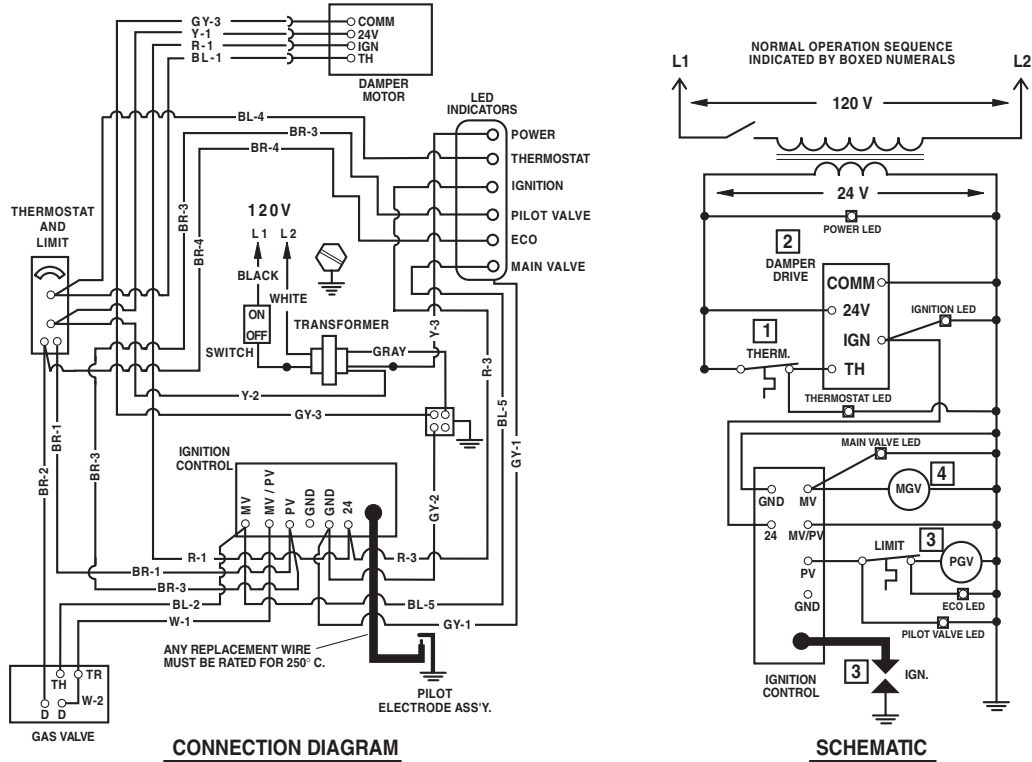 GY-3
Y-1
R-1
BL-1
COMM
24V
IGN
TH
DAMPER
MOTOR
LED
INDICATORS
POWER
THERMOSTAT
IGNITION
PILOT VALVE
ECO
MAIN VALVE
BL-4
BR-3
BR-4
THERMOSTAT
AND
LIMIT
BR-3
BR-4
120V
L1 L2
BLACK
WHITE
ON
OFF
SWITCH
TRANSFORMER
GRAY
Y-3
R-3
Y-2
GY-3
BL-5
GY-1
BR-1
BR-2
BR-3
IGNITION
CONTROL
MV
MV / PV
PV
GND
GND
24
GY-2
R-1
R-3
BR-1
BR-3
BL-2
BL-5
W-1
GY-1
ANY REPLACEMENT WIRE
MUST BE RATED FOR 250° C.
TH
TR
W-2
D D
GAS VALVE
PILOT
ELECTRODE ASS'Y.
CONNECTION DIAGRAM
NORMAL OPERATION SEQUENCE
INDICATED BY BOXED NUMERALS
L1
L2
120 V
24 V
POWER LED
2
DAMPER
DRIVE
COMM
24V
IGN
TH
IGNITION LED
1
THERM.
THERMOSTAT LED
MAIN VALVE LED
4
MGV
GND
MV
24
MV/PV
LIMIT
3
PGV
PV
ECO LED
GND
PILOT VALVE LED
3
IGN.
IGNITION
CONTROL
SCHEMATIC